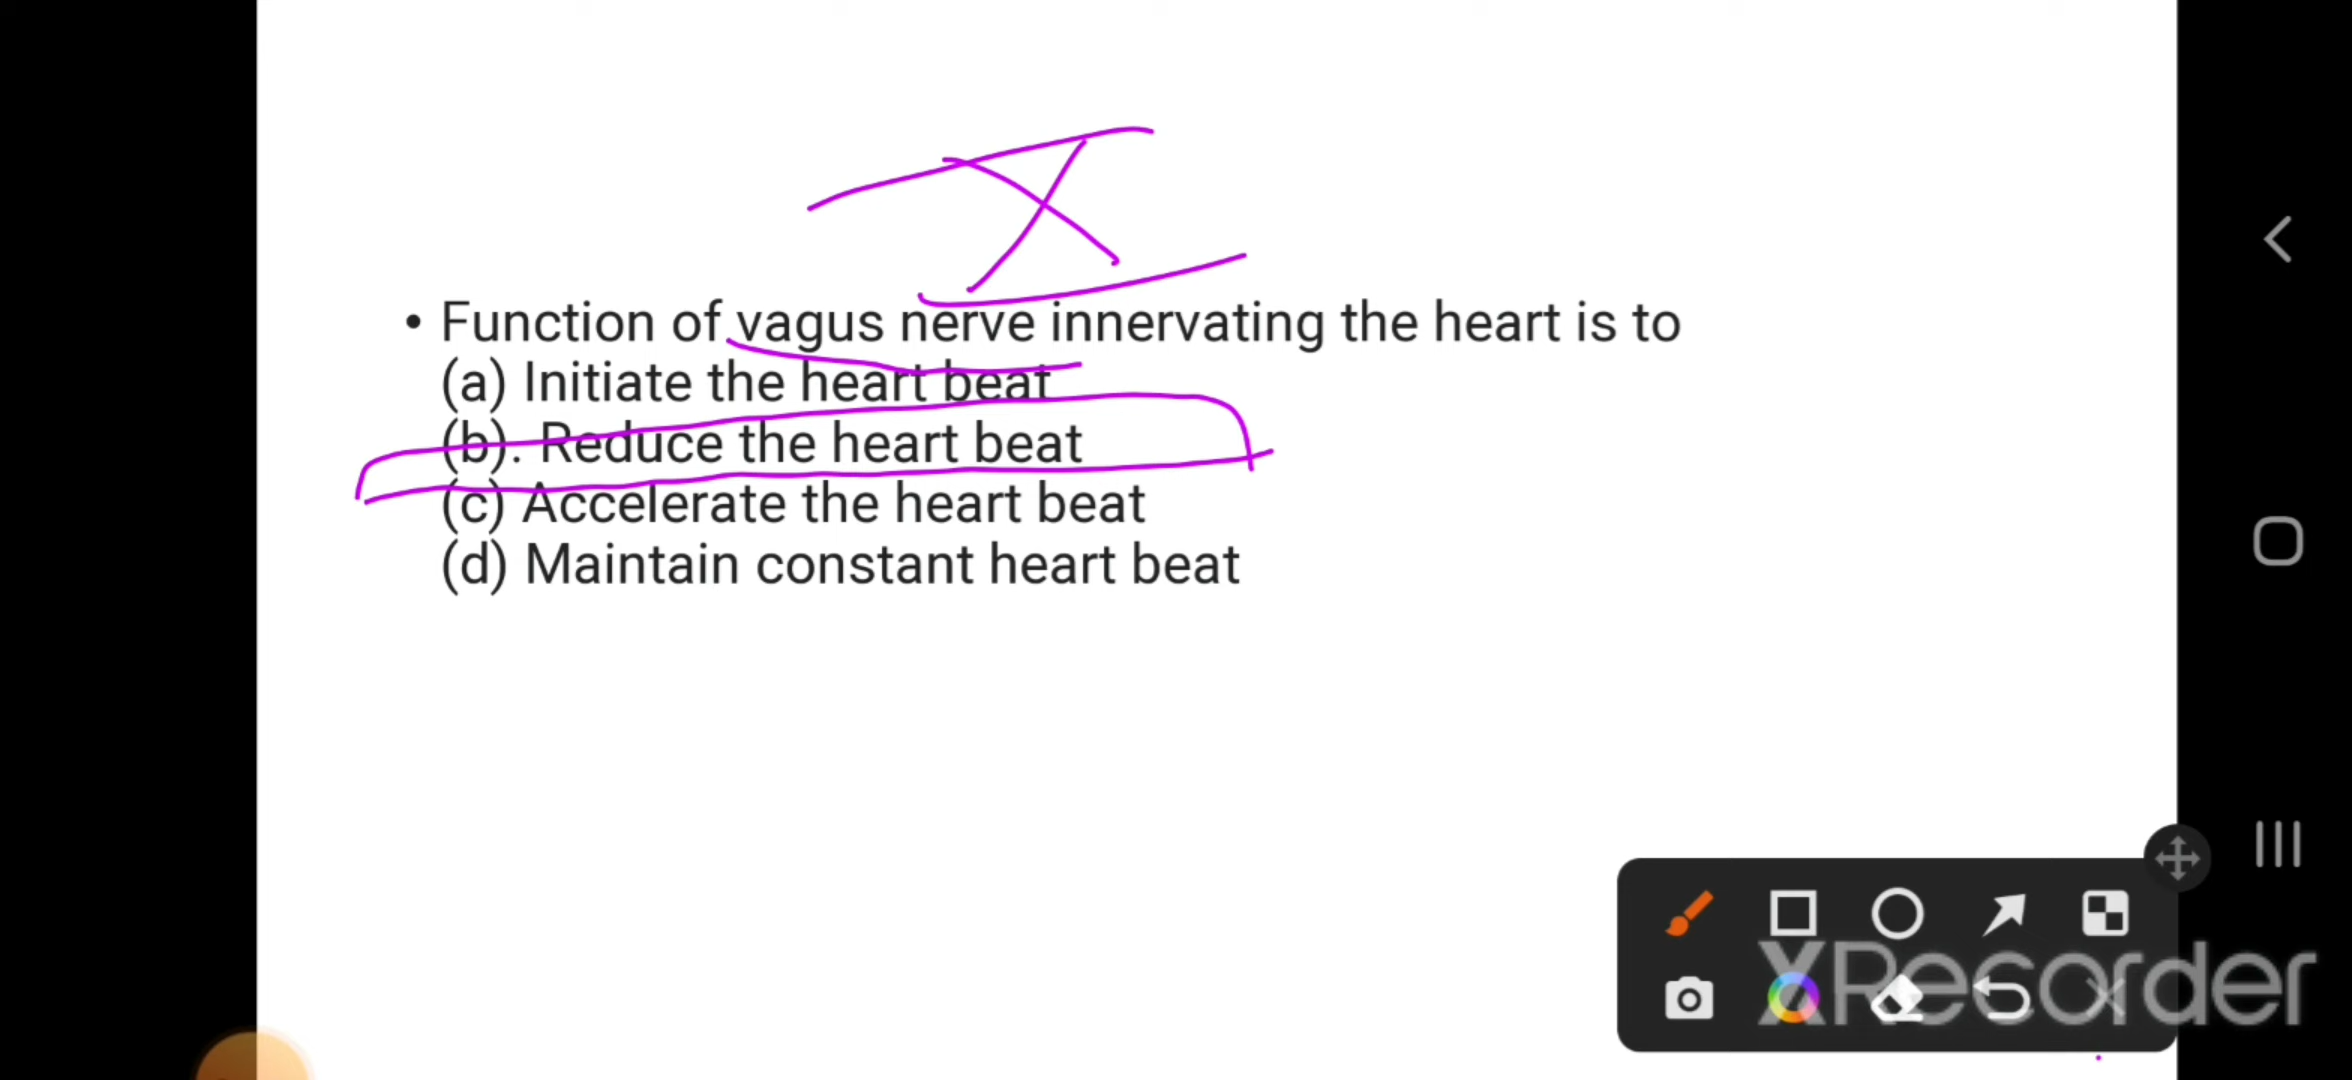 X
• Function of vagus nerve innervating the heart is to
(a) Initiate the heart beat
(b). Reduce the heart beat
(c) Accelerate the heart beat
(d) Maintain constant heart beat
XRecorder